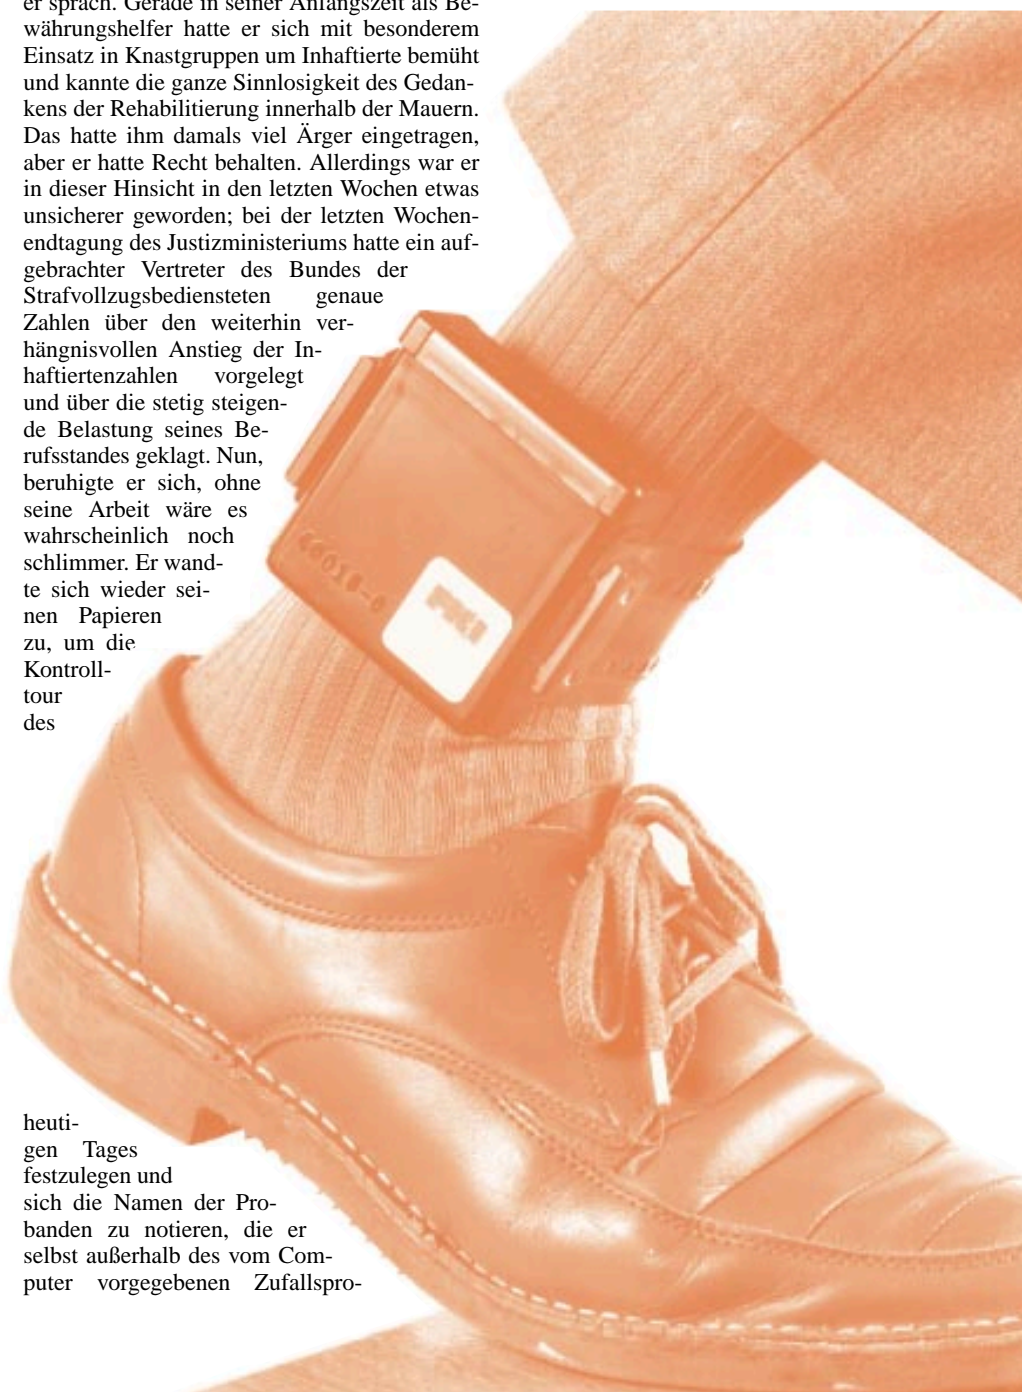 er sprach. Gerade in seiner Anfangszeit als Be-
währungshelfer hatte er sich mit besonderem
Einsatz in Knastgruppen um Inhaftierte bemüht
und kannte die ganze Sinnlosigkeit des Gedan-
kens der Rehabilitierung innerhalb der Mauern.
Das hatte ihm damals viel Ärger eingetragen,
aber er hatte Recht behalten. Allerdings war er
in dieser Hinsicht in den letzten Wochen etwas
unsicherer geworden; bei der letzten Wochen-
endtagung des Justizministeriums hatte ein auf-
gebrachter Vertreter des Bundes der
Strafvollzugsbediensteten genaue
Zahlen über den weiterhin ver-
hängnisvollen Anstieg der In-
haftiertenzahlen vorgelegt
und über die stetig steigen-
de Belastung seines Be-
rufsstandes geklagt. Nun,
beruhigte er sich, ohne
seine Arbeit wäre es
wahrscheinlich noch
schlimmer. Er wand-
te sich wieder sei-
nen Papieren
zu, um die
Kontroll-
tour
des
heuti-
gen Tages
festzulegen und
sich die Namen der Pro-
banden zu notieren, die er
selbst außerhalb des vom Com-
puter vorgegebenen Zufallspro-